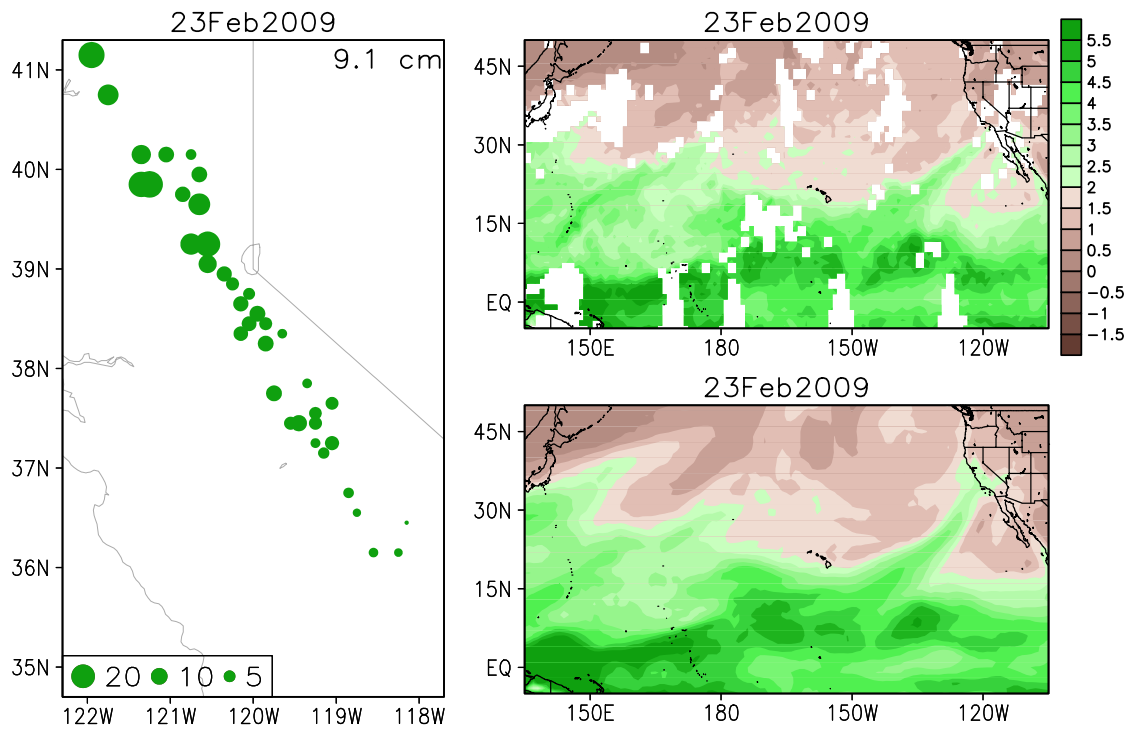 23Feb2009
9.1 cm
41N
40N
39N
38N
37N
36N
35N
20 10 5
122W 121W 120W 119W 118W
23Feb2009
45N
30N
15N
EQ
150E 180 150W 120W
5.5
5
4.5
4
3.5
3
2.5
2
1.5
1
0.5
0
−0.5
−1
−1.5
23Feb2009
45N
30N
15N
EQ
150E 180 150W 120W